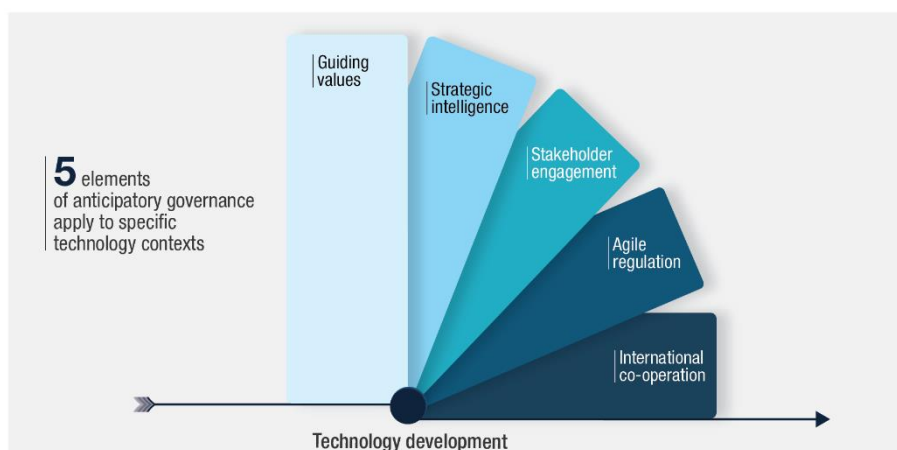 Guiding
values
Strategic
intelligence
Stakeholder
engagement
Agile
regulation
International
co-operation
5 elements
of anticipatory governance
apply to specific
technology contexts
Technology development